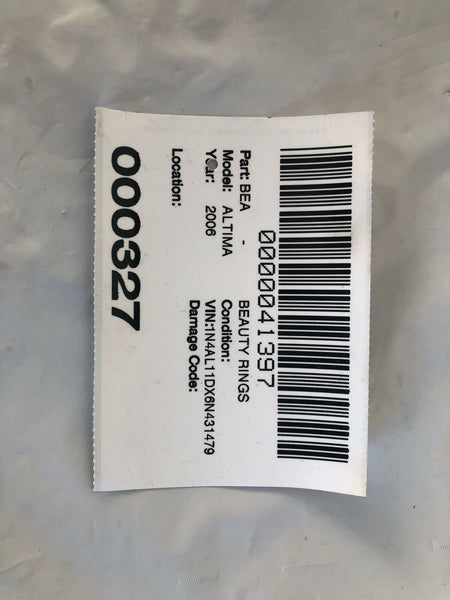 0000041397
Part: BEA - BEAUTY RINGS
Model: ALTIMA Condition:
Year: 2006 VIN:1N4AL11DX6N431479
Damage Code:
Location:
000327